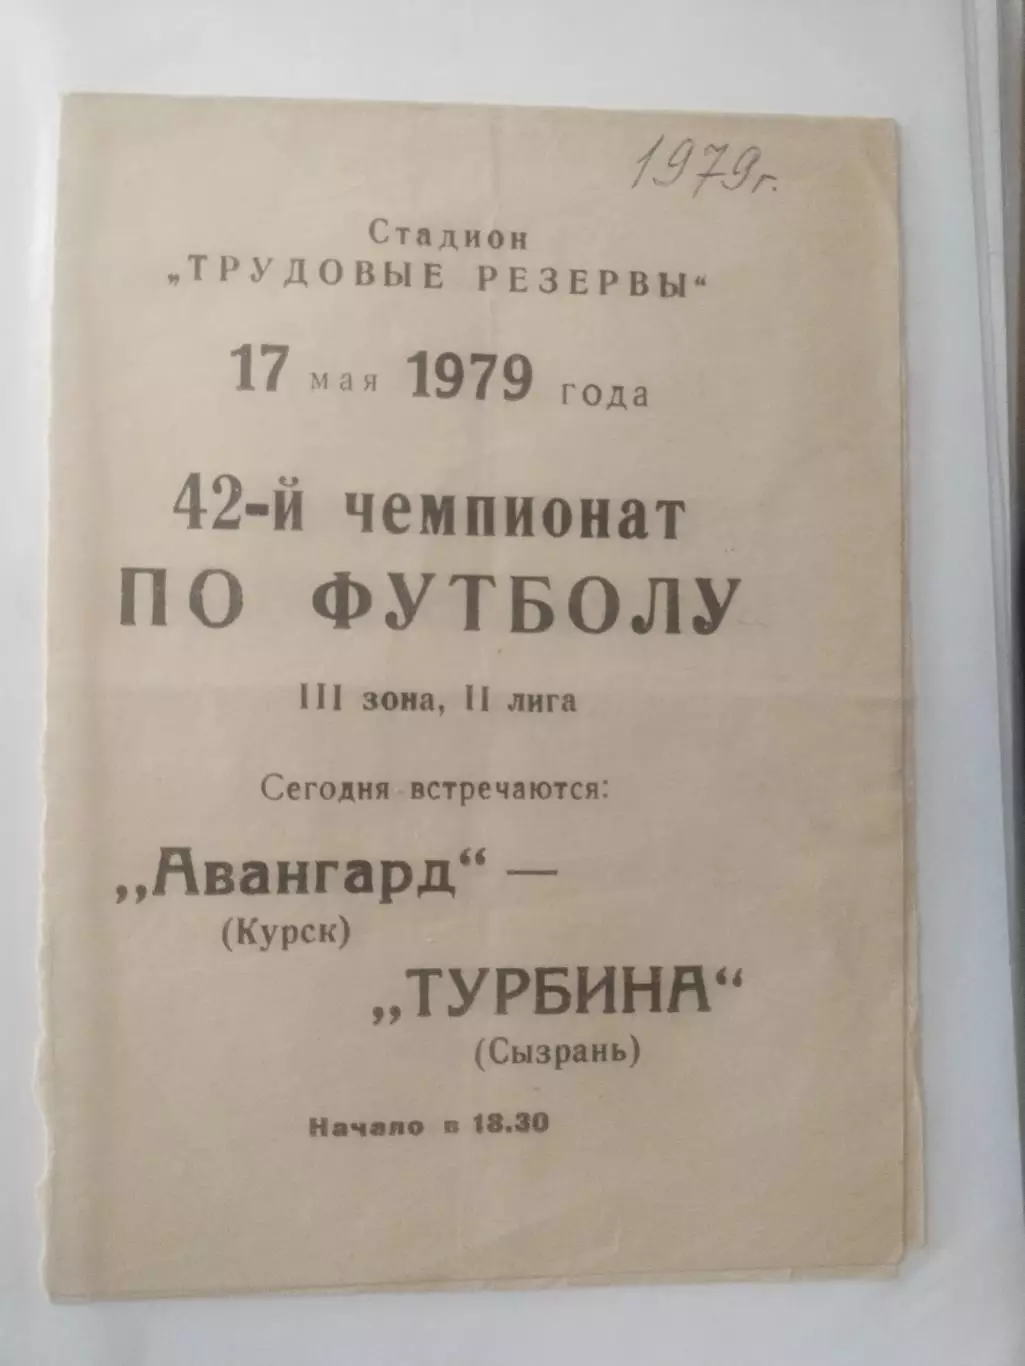 1979г.
Стадион
„ТРУДОВЫЕ РЕЗЕРВЫ“
17 мая 1979 года
42-й чемпионат
ПО ФУТБОЛУ
III зона, II лига
Сегодня встречаются:
„Авангард“ —
(Курск)
„ТУРБИНА“
(Сызрань)
Начало в 18.30